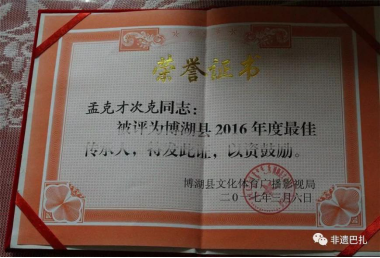 荣誉证书
孟克才次克同志：
被评为博湖县2016年度最佳
传承人，特发此证，以资鼓励。
博湖县文化体育广播影视局
二〇一七年三月六日
非遗巴扎